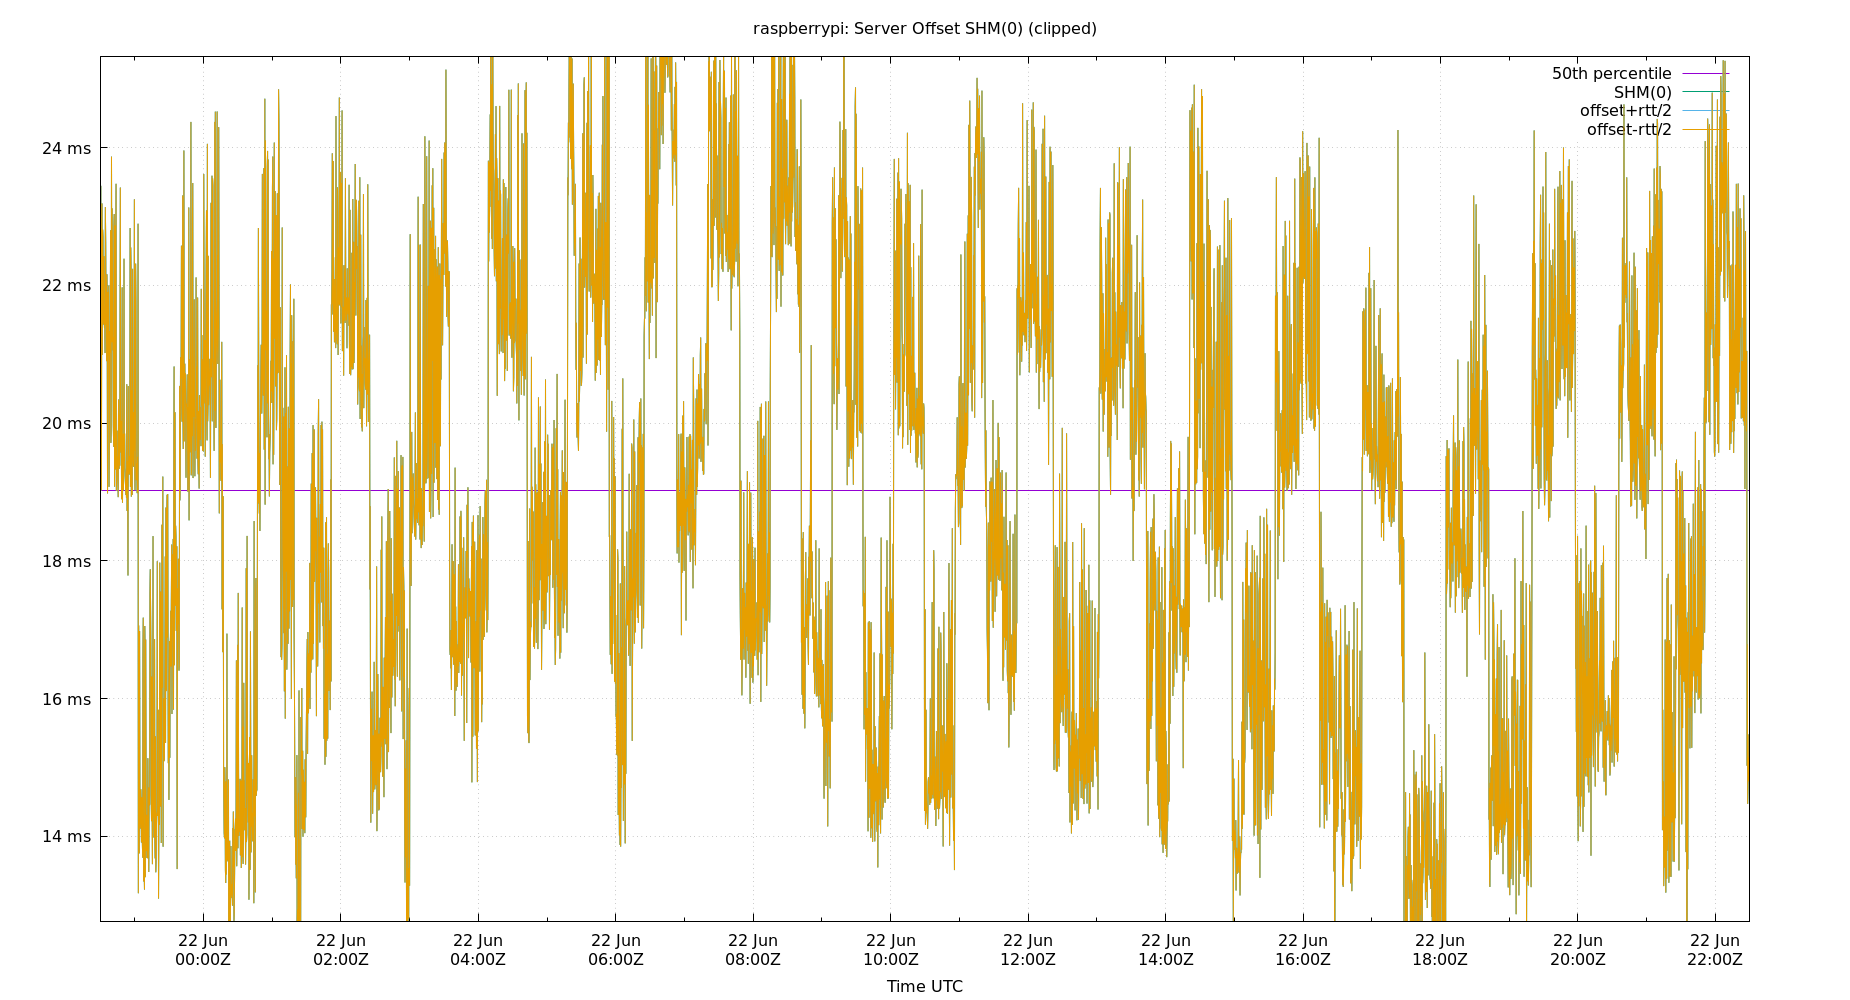 raspberrypi: Server Offset SHM(0) (clipped)
50th percentile
SHM(0)
offset+rtt/2
offset-rtt/2
24 ms
22 ms
20 ms
18 ms
16 ms
14 ms
22 Jun 22 Jun 22 Jun 22 Jun 22 Jun 22 Jun 22 Jun 22 Jun 22 Jun 22 Jun 22 Jun 22 Jun
00:00Z 02:00Z 04:00Z 06:00Z 08:00Z 10:00Z 12:00Z 14:00Z 16:00Z 18:00Z 20:00Z 22:00Z
Time UTC